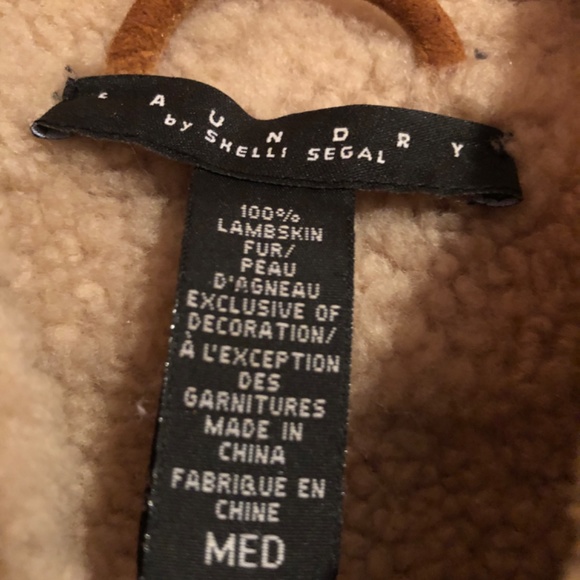 LAUNDRY
by SHELLI SEGAL
100%
LAMBSKIN
FUR/
PEAU
D'AGNEAU
EXCLUSIVE OF
DECORATION/
À L'EXCEPTION
DES
GARNITURES
MADE IN
CHINA
FABRIQUE EN
CHINE
MED